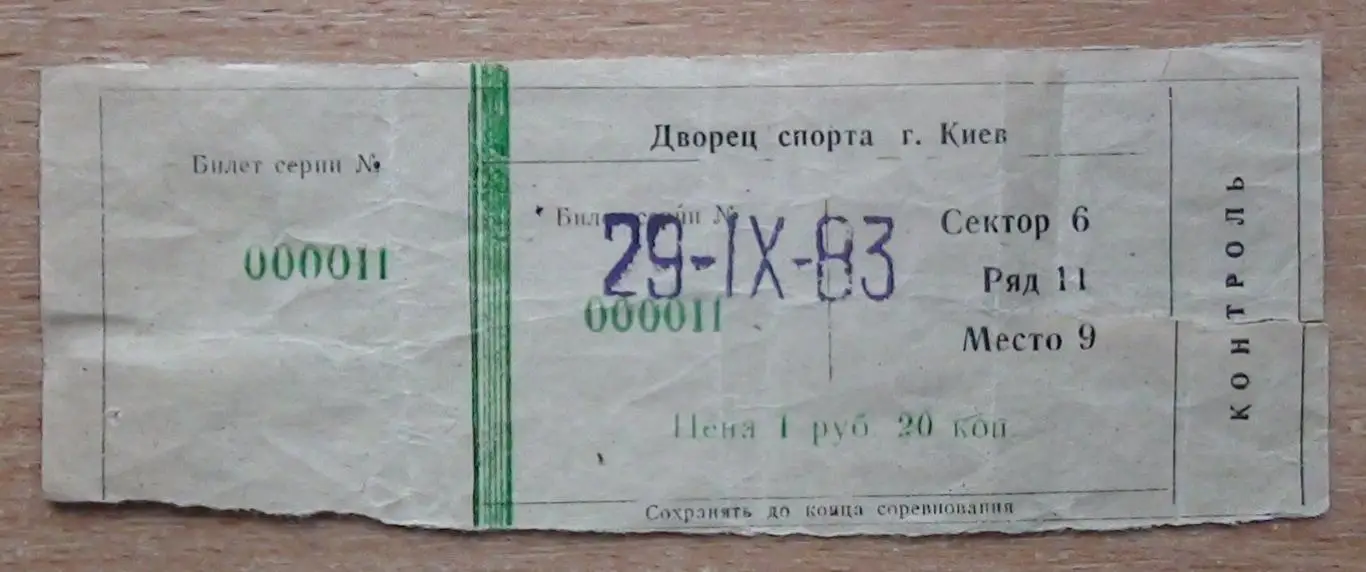 Билет серии №
000011
Дворец спорта г. Киев
Билет серии №
29-IX-83
000011
Сектор 6
Ряд 11
Место 9
Цена 1 руб. 20 коп
Сохранять до конца соревнования
КОНТРОЛЬ